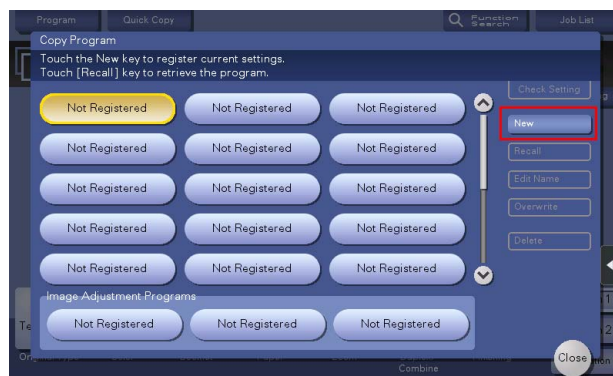 Program Quick Copy Function Search Job List
Copy Program
Touch the New key to register current settings.
Touch [Recall] key to retrieve the program.
Check Setting
Not Registered Not Registered Not Registered
New
Not Registered Not Registered Not Registered
Recall
Not Registered Not Registered Not Registered
Edit Name
Overwrite
Not Registered Not Registered Not Registered
Delete
Not Registered Not Registered Not Registered
Image Adjustment Programs
Not Registered Not Registered Not Registered
Close
Combine